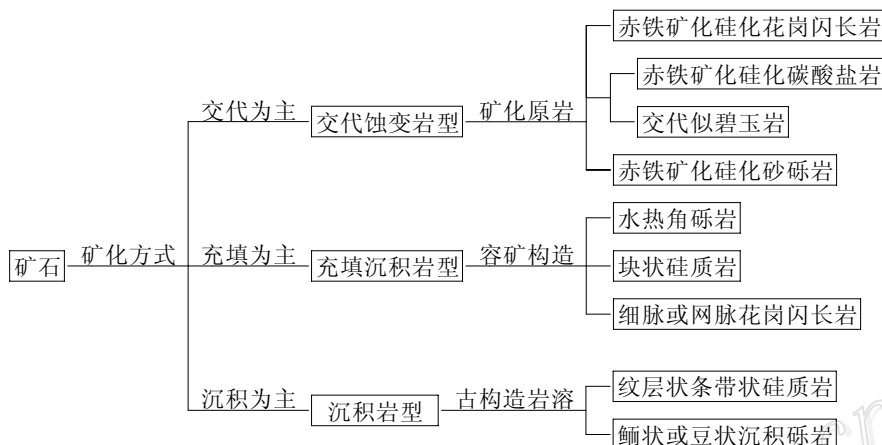 赤铁矿化硅化花岗闪长岩
赤铁矿化硅化碳酸盐岩
交代为主
交代蚀变岩型
矿化原岩
交代似碧玉岩
赤铁矿化硅化砂砾岩
水热角砾岩
矿石
矿化方式
充填为主
充填沉积岩型
容矿构造
块状硅质岩
细脉或网脉花岗闪长岩
纹层状条带状硅质岩
沉积为主
沉积岩型
古构造岩溶
鲕状或豆状沉积砾岩